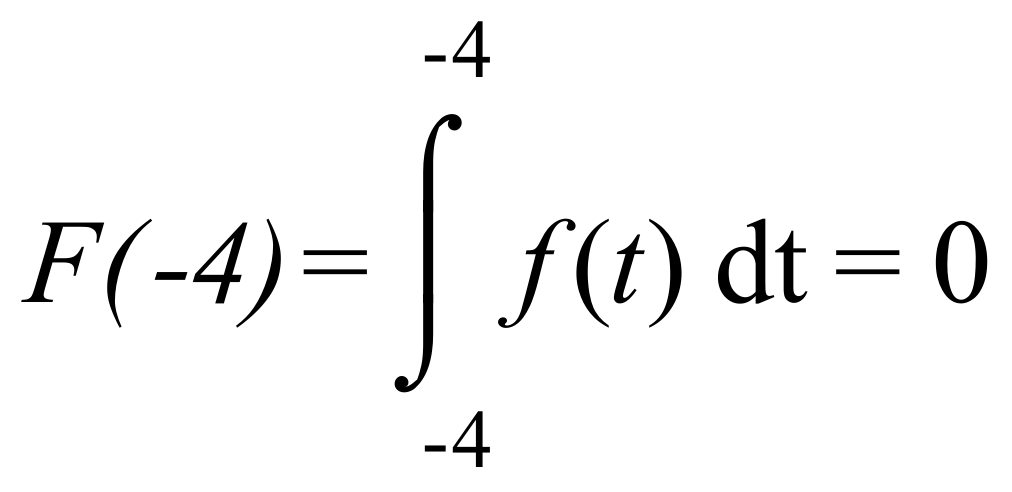 -4
F(-4)= ∫ f(t) dt = 0
-4